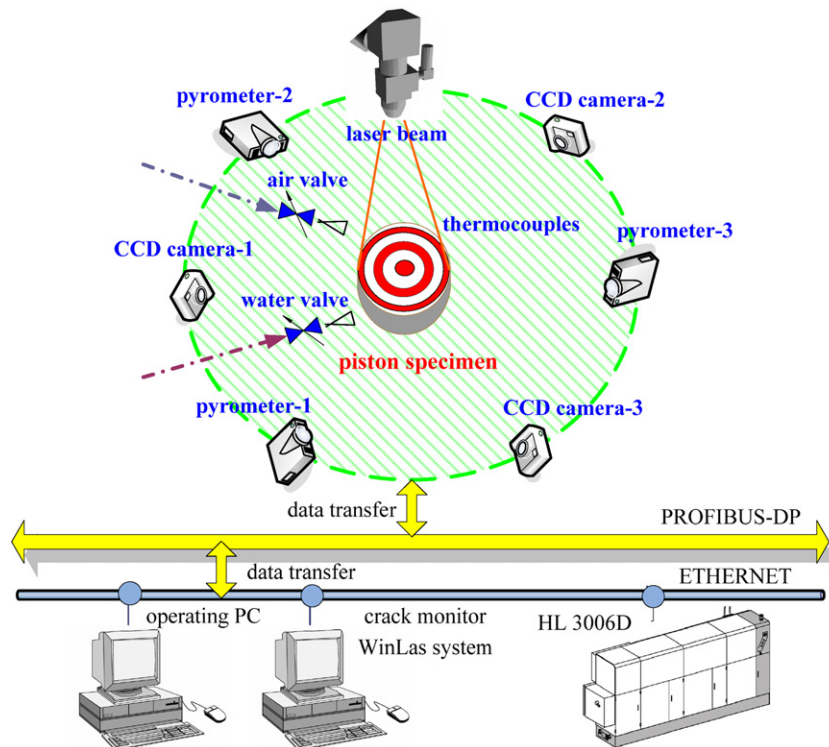 pyrometer-2
CCD camera-2
laser beam
air valve
thermocouples
pyrometer-3
CCD camera-1
water valve
piston specimen
pyrometer-1
CCD camera-3
data transfer
PROFIBUS-DP
data transfer
ETHERNET
operating PC
crack monitor
HL 3006D
WinLas system